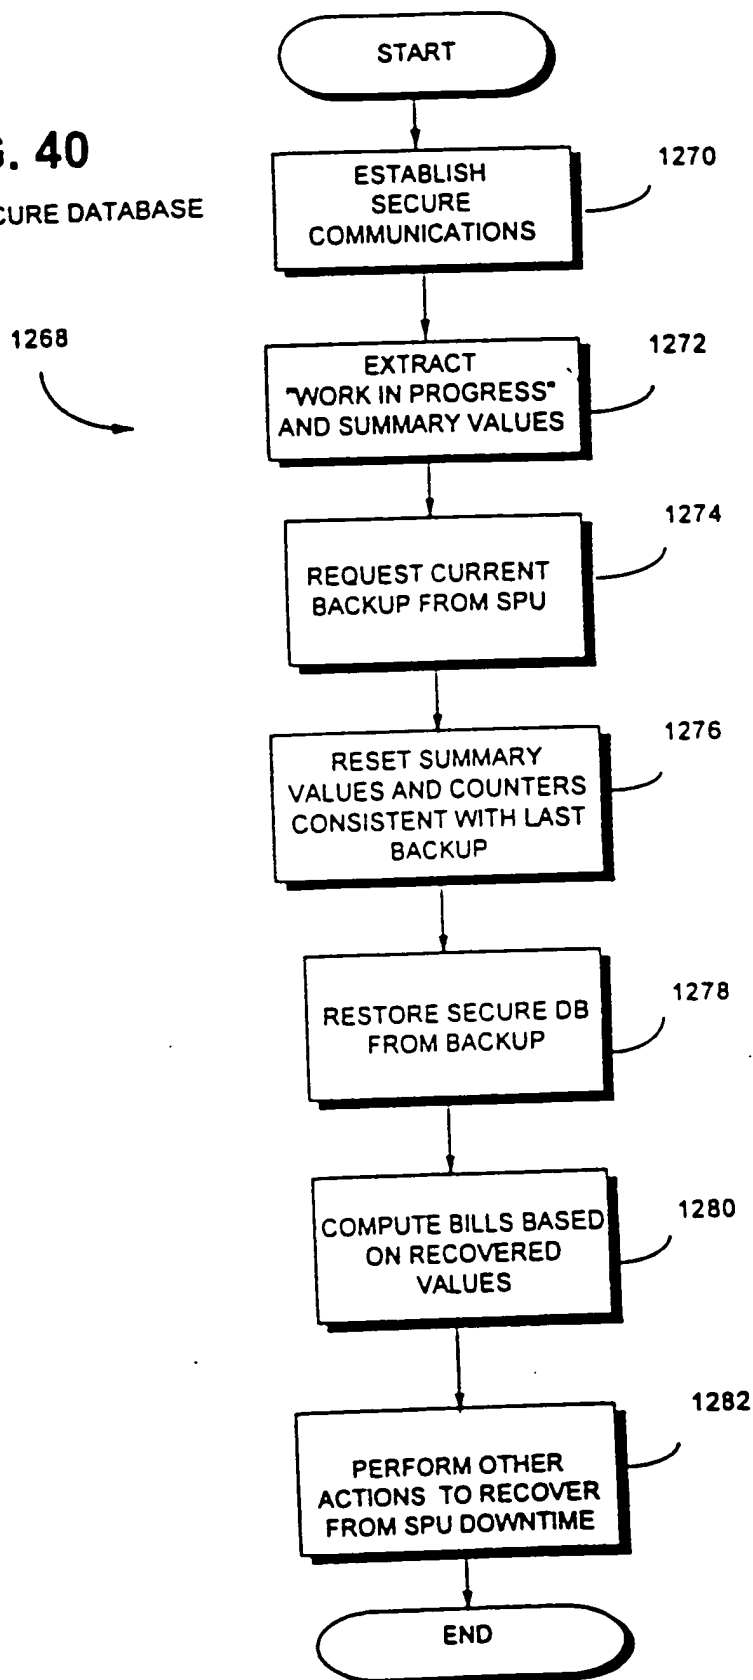 START
G. 40
CURE DATABASE
1268
ESTABLISH
SECURE
COMMUNICATIONS
1270
EXTRACT
"WORK IN PROGRESS"
AND SUMMARY VALUES
1272
REQUEST CURRENT
BACKUP FROM SPU
1274
RESET SUMMARY
VALUES AND COUNTERS
CONSISTENT WITH LAST
BACKUP
1276
RESTORE SECURE DB
FROM BACKUP
1278
COMPUTE BILLS BASED
ON RECOVERED
VALUES
1280
PERFORM OTHER
ACTIONS TO RECOVER
FROM SPU DOWNTIME
1282
END